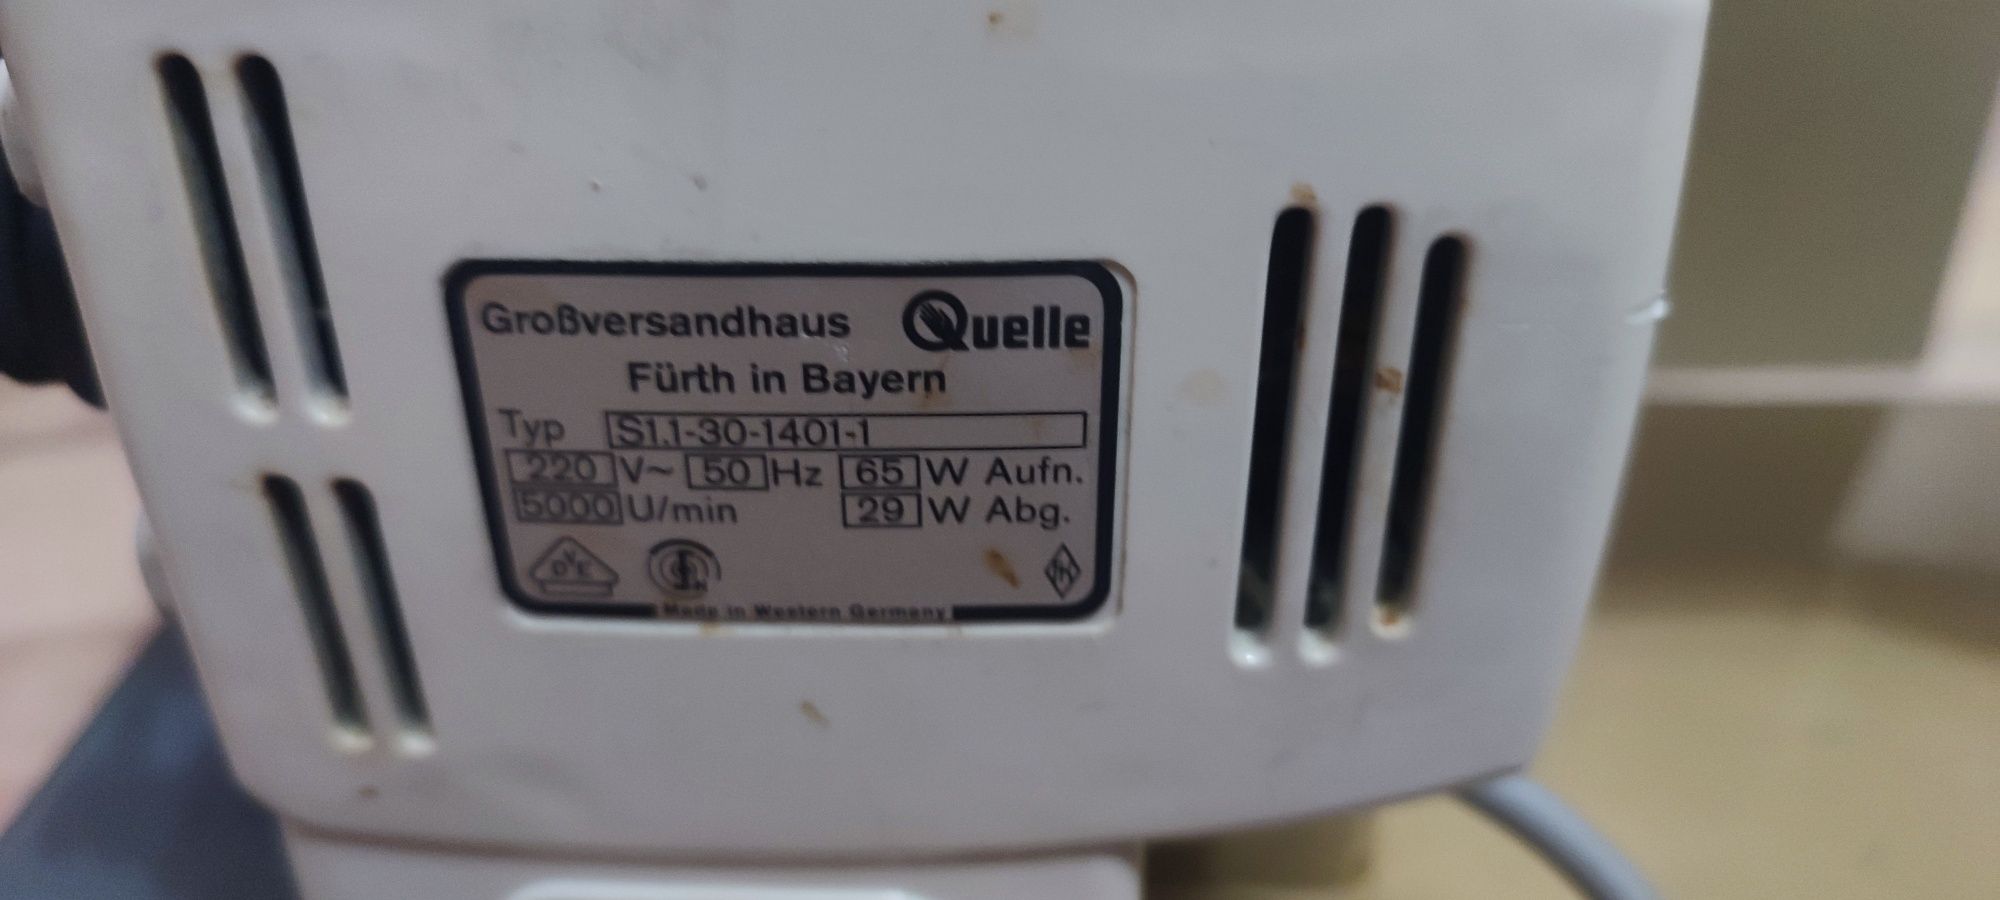 Großversandhaus Quelle
Fürth in Bayern
Typ S1.1-30-1401-1
220 V~ 50 Hz 65 W Aufn.
5000 U/min 29 W Abg.
DVE
Made in Western Germany